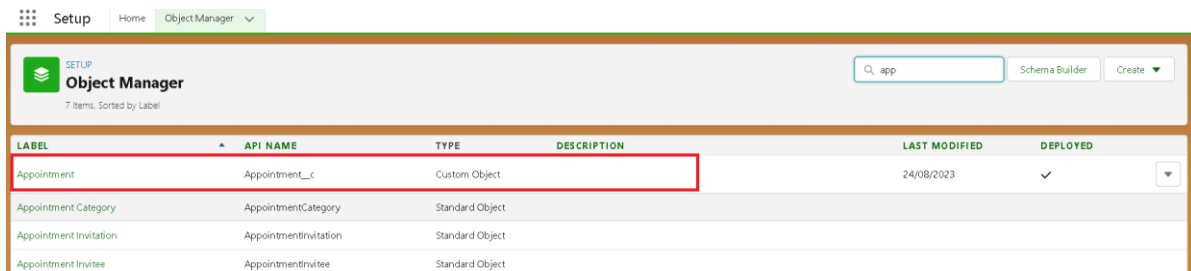 Setup Home Object Manager
SETUP
Object Manager
7 Items, Sorted by Label
app
Schema Builder
Create
LABEL API NAME TYPE DESCRIPTION LAST MODIFIED DEPLOYED
Appointment Appointment__c Custom Object 24/08/2023
Appointment Category AppointmentCategory Standard Object
Appointment Invitation AppointmentInvitation Standard Object
Appointment Invitee AppointmentInvitee Standard Object